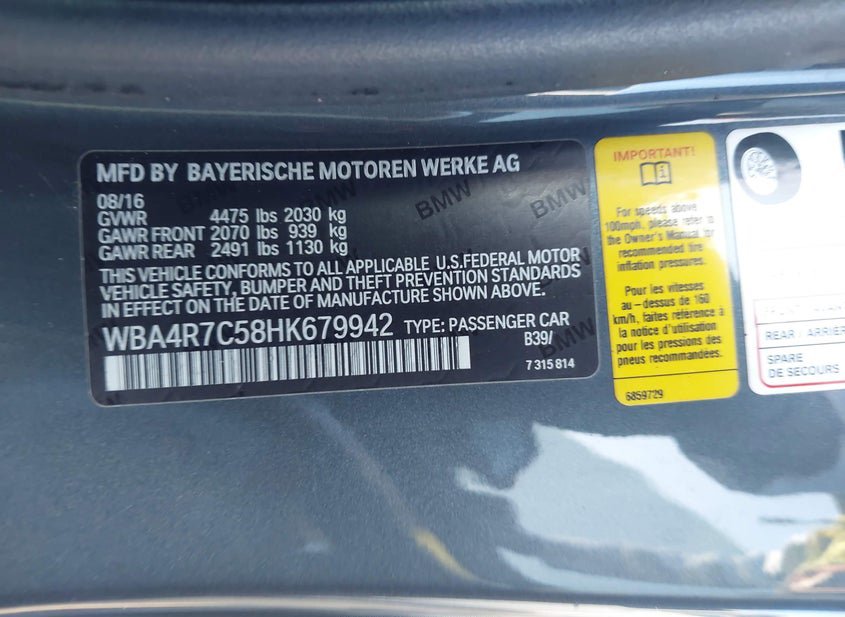 MFD BY BAYERISCHE MOTOREN WERKE AG
08/16
GVWR 4475 lbs 2030 kg
GAWR FRONT 2070 lbs 939 kg
GAWR REAR 2491 lbs 1130 kg
THIS VEHICLE CONFORMS TO ALL APPLICABLE U.S.FEDERAL MOTOR
VEHICLE SAFETY, BUMPER AND THEFT PREVENTION STANDARDS
IN EFFECT ON THE DATE OF MANUFACTURE SHOWN ABOVE.
WBA4R7C58HK679942 TYPE: PASSENGER CAR
B39/
7 315 814
BMW
BMW
BMW
IMPORTANT!
For speeds above
100mph, please refer to
the Owner's Manual for
recommended tire
inflation pressures.
Pour les vitesses
au-dessus de 160
km/h, faites référence à
la notice d'utilisation
pour les pressions des
pneus recommandées.
6859729
REAR / ARRIÈR
SPARE
DE SECOURS